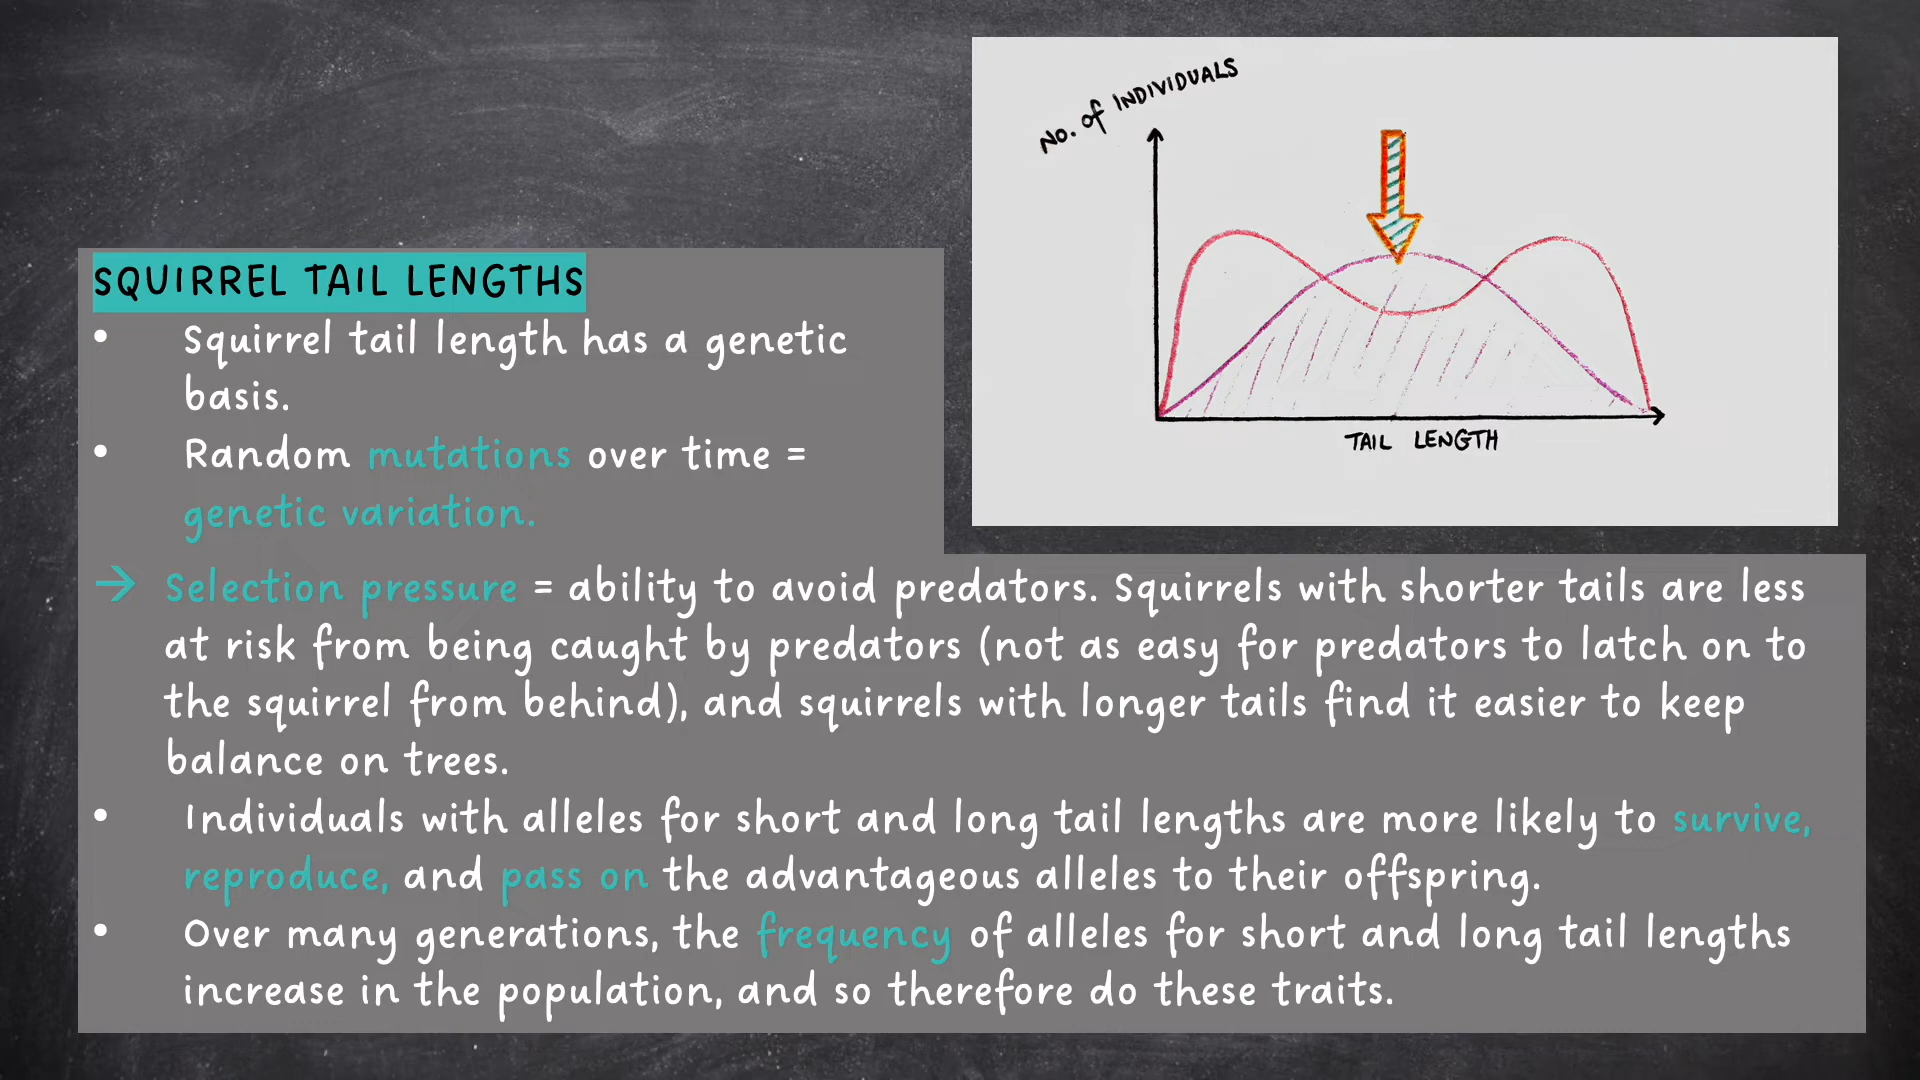 No. of INDIVIDUALS
TAIL LENGTH
SQUIRREL TAIL LENGTHS
• Squirrel tail length has a genetic
basis.
• Random mutations over time =
genetic variation.
→ Selection pressure = ability to avoid predators. Squirrels with shorter tails are less
at risk from being caught by predators (not as easy for predators to latch on to
the squirrel from behind), and squirrels with longer tails find it easier to keep
balance on trees.
• Individuals with alleles for short and long tail lengths are more likely to survive,
reproduce, and pass on the advantageous alleles to their offspring.
• Over many generations, the frequency of alleles for short and long tail lengths
increase in the population, and so therefore do these traits.